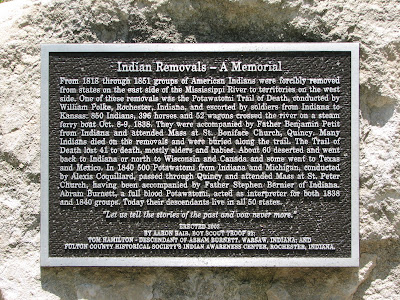 Indian Removals – A Memorial
From 1818 through 1851 groups of American Indians were forcibly removed
from states on the east side of the Mississippi River to territories on the west
side. One of these removals was the Potawatomi Trail of Death, conducted by
William Polke, Rochester, Indiana, and escorted by soldiers from Indiana to
Kansas. 850 Indians, 396 horses and 52 wagons crossed the river on a steam
ferry boat Oct. 8-9, 1838. They were accompanied by Father Benjamin Petit
from Indiana and attended Mass at St. Boniface Church, Quincy. Many
Indians died on the removals and were buried along the trail. The Trail of
Death lost 41 to death, mostly elders and babies. About 60 deserted and went
back to Indiana or north to Wisconsin and Canada and some went to Texas
and Mexico. In 1840 500 Potawatomi from Indiana and Michigan, conducted
by Alexis Coquillard, passed through Quincy and attended Mass at St. Peter
Church, having been accompanied by Father Stephen Bernier of Indiana.
Abram Burnett, a full blood Potawatomi, acted as interpreter for both 1838
and 1840 groups. Today their descendants live in all 50 states.
"Let us tell the stories of the past and vow never more."
ERECTED
BY AARON BAIR, BOY SCOUT TROOP
TOM HAMILTON - DESCENDANT OF ABRAM BURNETT, WARSAW, INDIANA; AND
FULTON COUNTY HISTORICAL SOCIETY'S INDIAN AWARENESS CENTER, ROCHESTER, INDIANA.